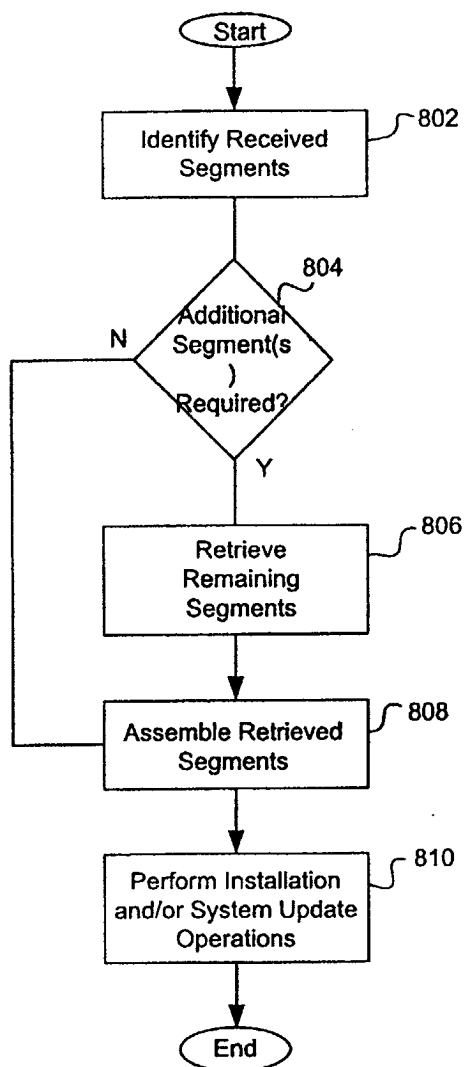 Start
802
Identify Received
Segments
804
Additional
Segment(s
)
Required?
N
Y
806
Retrieve
Remaining
Segments
808
Assemble Retrieved
Segments
810
Perform Installation
and/or System Update
Operations
End